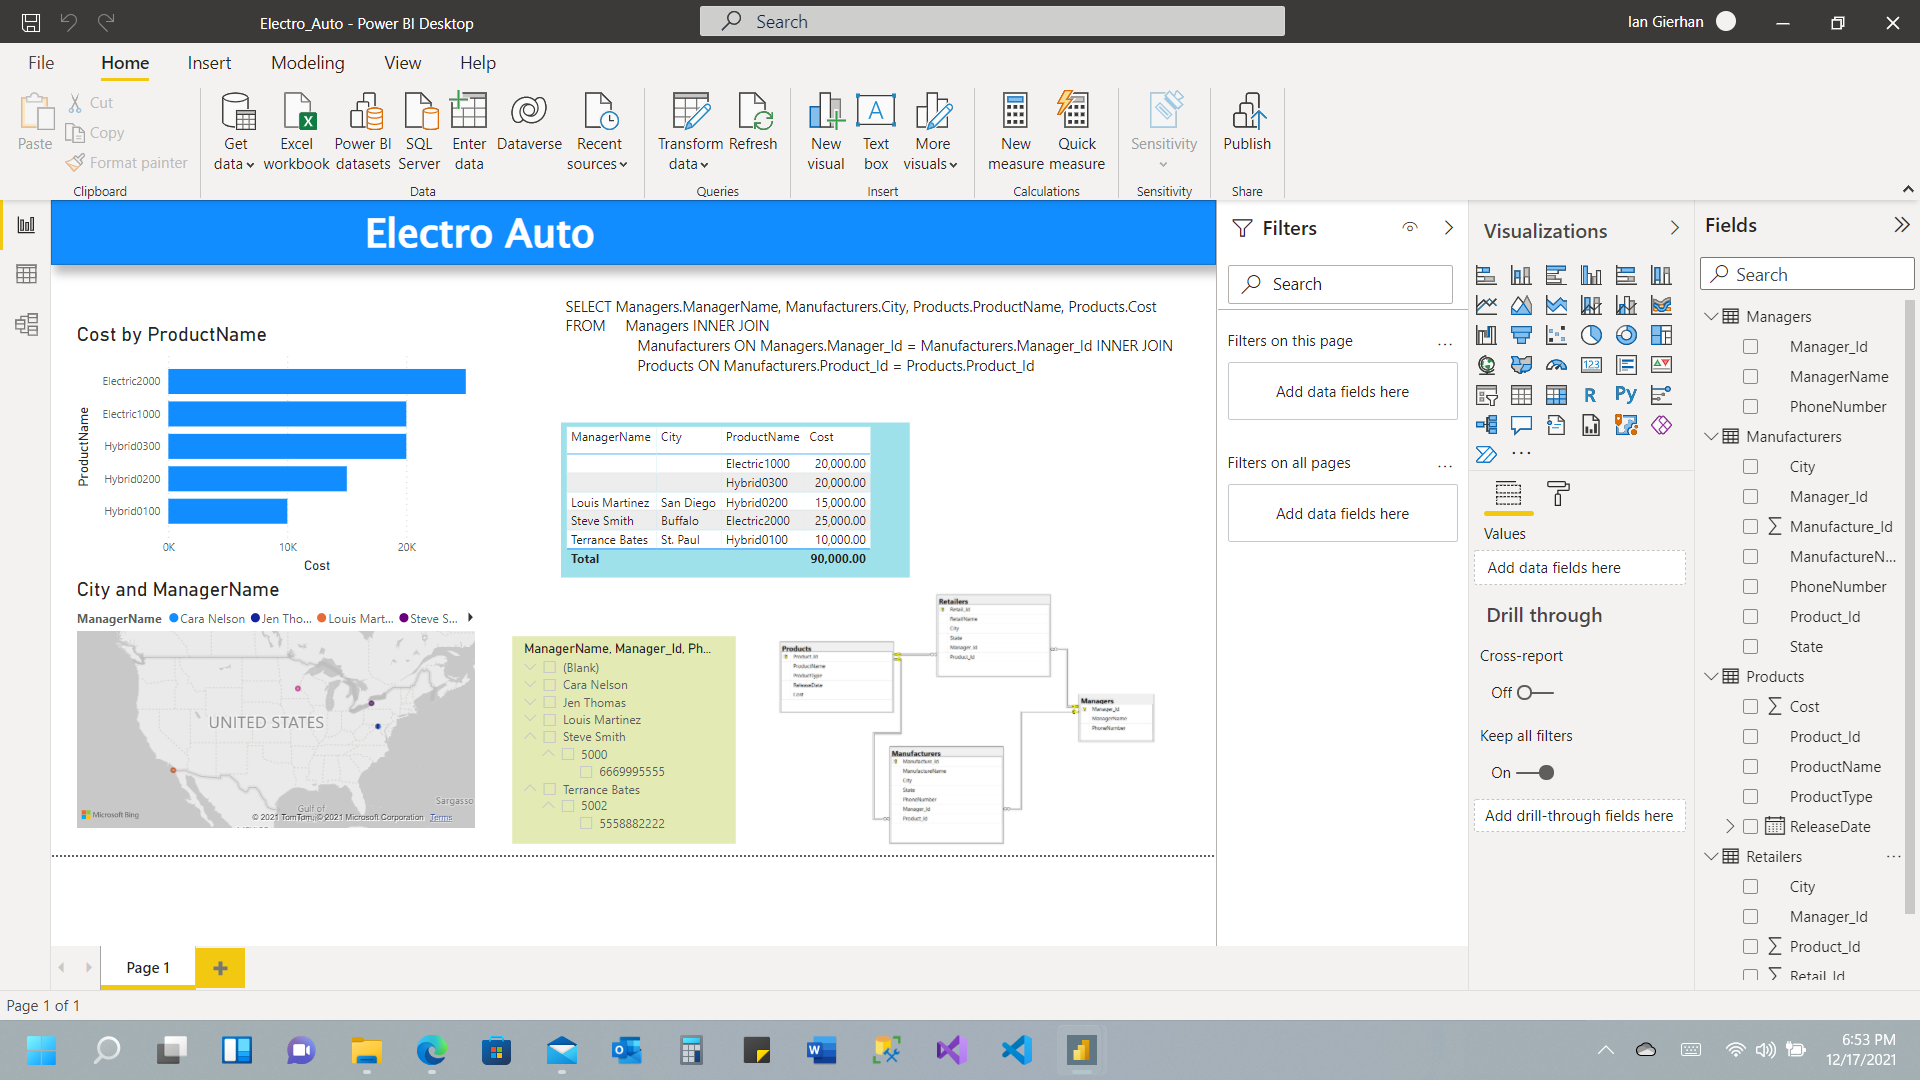 Electro_Auto - Power BI Desktop
Search
Ian Gierhan
File Home Insert Modeling View Help
Paste
Cut
Copy
Format painter
Clipboard
Get data
Excel workbook
Power BI datasets
SQL Server
Enter data
Dataverse
Recent sources
Data
Transform data
Refresh
Queries
New visual
Text box
More visuals
Insert
New measure
Quick measure
Calculations
Sensitivity
Sensitivity
Publish
Share
Electro Auto
SELECT Managers.ManagerName, Manufacturers.City, Products.ProductName, Products.Cost
FROM Managers INNER JOIN
Manufacturers ON Managers.Manager_Id = Manufacturers.Manager_Id INNER JOIN
Products ON Manufacturers.Product_Id = Products.Product_Id
Cost by ProductName
ProductName
Electric2000
Electric1000
Hybrid0300
Hybrid0200
Hybrid0100
0K 10K 20K
Cost
ManagerName City ProductName Cost
Electric1000 20,000.00
Hybrid0300 20,000.00
Louis Martinez San Diego Hybrid0200 15,000.00
Steve Smith Buffalo Electric2000 25,000.00
Terrance Bates St. Paul Hybrid0100 10,000.00
Total 90,000.00
City and ManagerName
ManagerName Cara Nelson Jen Tho... Louis Mart... Steve S...
UNITED STATES
Gulf of
Sargasso
Microsoft Bing
© 2021 TomTom, © 2021 Microsoft Corporation Terms
ManagerName, Manager_Id, Ph...
(Blank)
Cara Nelson
Jen Thomas
Louis Martinez
Steve Smith
5000
6669995555
Terrance Bates
5002
5558882222
Products
Product_Id
ProductName
ProductType
ReleaseDate
Cost
Retailers
Retail_Id
RetailName
City
State
Manager_Id
Product_Id
Managers
Manager_Id
ManagerName
PhoneNumber
Manufacturers
Manufacture_Id
ManufactureName
City
State
PhoneNumber
Manager_Id
Product_Id
Filters
Search
Filters on this page ...
Add data fields here
Filters on all pages ...
Add data fields here
Visualizations
123
R
Py
...
Values
Add data fields here
Drill through
Cross-report
Off
Keep all filters
On
Add drill-through fields here
Fields
Search
Managers
Manager_Id
ManagerName
PhoneNumber
Manufacturers
City
Manager_Id
Manufacture_Id
ManufactureN...
PhoneNumber
Product_Id
State
Products
Cost
Product_Id
ProductName
ProductType
ReleaseDate
Retailers ...
City
Manager_Id
Product_Id
Retail_Id
Page 1
Page 1 of 1
6:53 PM
12/17/2021